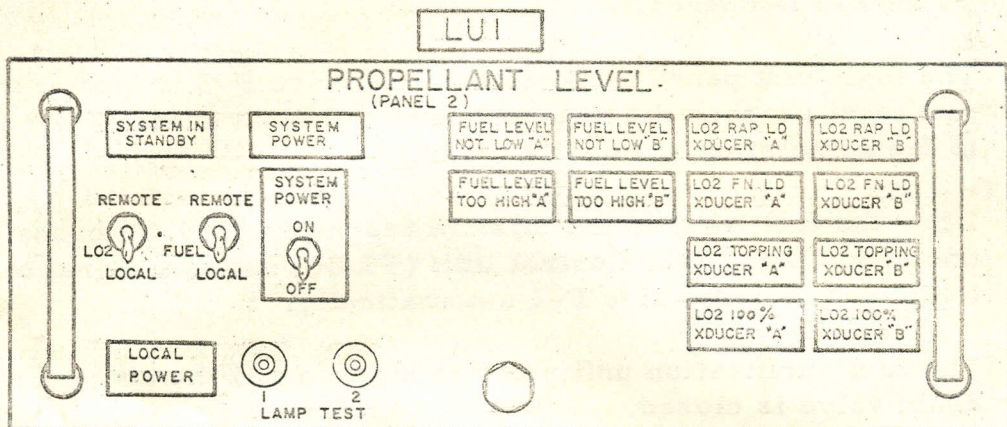 LU1
PROPELLANT LEVEL
(PANEL 2)
SYSTEM IN
STANDBY
SYSTEM
POWER
FUEL LEVEL
NOT LOW "A"
FUEL LEVEL
NOT LOW "B"
LO2 RAP LD
XDUCER "A"
LO2 RAP LD
XDUCER "B"
SYSTEM
POWER
ON
OFF
FUEL LEVEL
TOO HIGH "A"
FUEL LEVEL
TOO HIGH "B"
LO2 FN LD
XDUCER "A"
LO2 FN LD
XDUCER "B"
REMOTE
REMOTE
LO2
FUEL
LOCAL
LOCAL
LO2 TOPPING
XDUCER "A"
LO2 TOPPING
XDUCER "B"
LO2 100%
XDUCER "A"
LO2 100%
XDUCER "B"
LOCAL
POWER
1
2
LAMP TEST